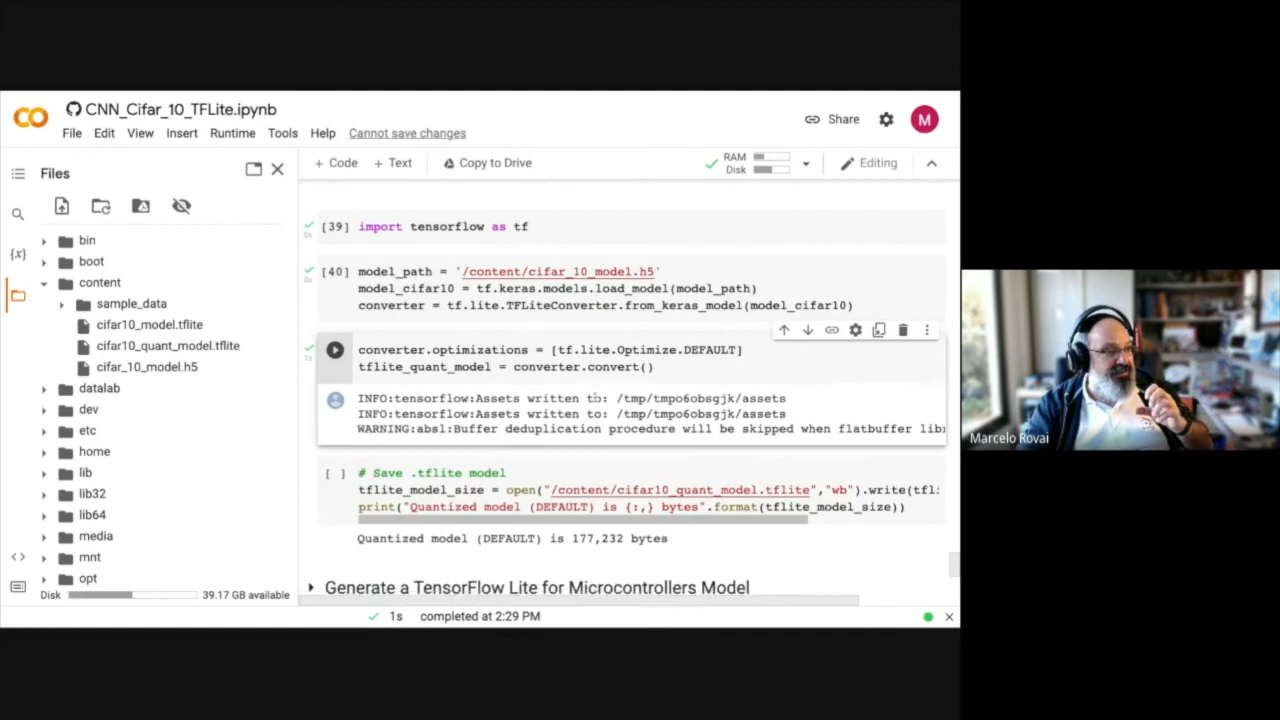 CNN_Cifar_10_TFLite.ipynb
File Edit View Insert Runtime Tools Help Cannot save changes
Share
M
Files
+ Code + Text Copy to Drive
RAM
Disk
Editing
{x}
bin
boot
content
sample_data
cifar10_model.tflite
cifar10_quant_model.tflite
cifar_10_model.h5
datalab
dev
etc
home
lib
lib32
lib64
media
mnt
opt
Disk 39.17 GB available
[39] import tensorflow as tf
0s
[40] model_path = '/content/cifar_10_model.h5'
0s
model_cifar10 = tf.keras.models.load_model(model_path)
converter = tf.lite.TFLiteConverter.from_keras_model(model_cifar10)
converter.optimizations = [tf.lite.Optimize.DEFAULT]
1s
tflite_quant_model = converter.convert()
INFO:tensorflow:Assets written to: /tmp/tmpo6obsgjk/assets
INFO:tensorflow:Assets written to: /tmp/tmpo6obsgjk/assets
WARNING:absl:Buffer deduplication procedure will be skipped when flatbuffer lib
[ ] # Save .tflite model
tflite_model_size = open("/content/cifar10_quant_model.tflite","wb").write(tfli
print("Quantized model (DEFAULT) is {:,} bytes".format(tflite_model_size))
Quantized model (DEFAULT) is 177,232 bytes
Generate a TensorFlow Lite for Microcontrollers Model
1s completed at 2:29 PM
Marcelo Rovai